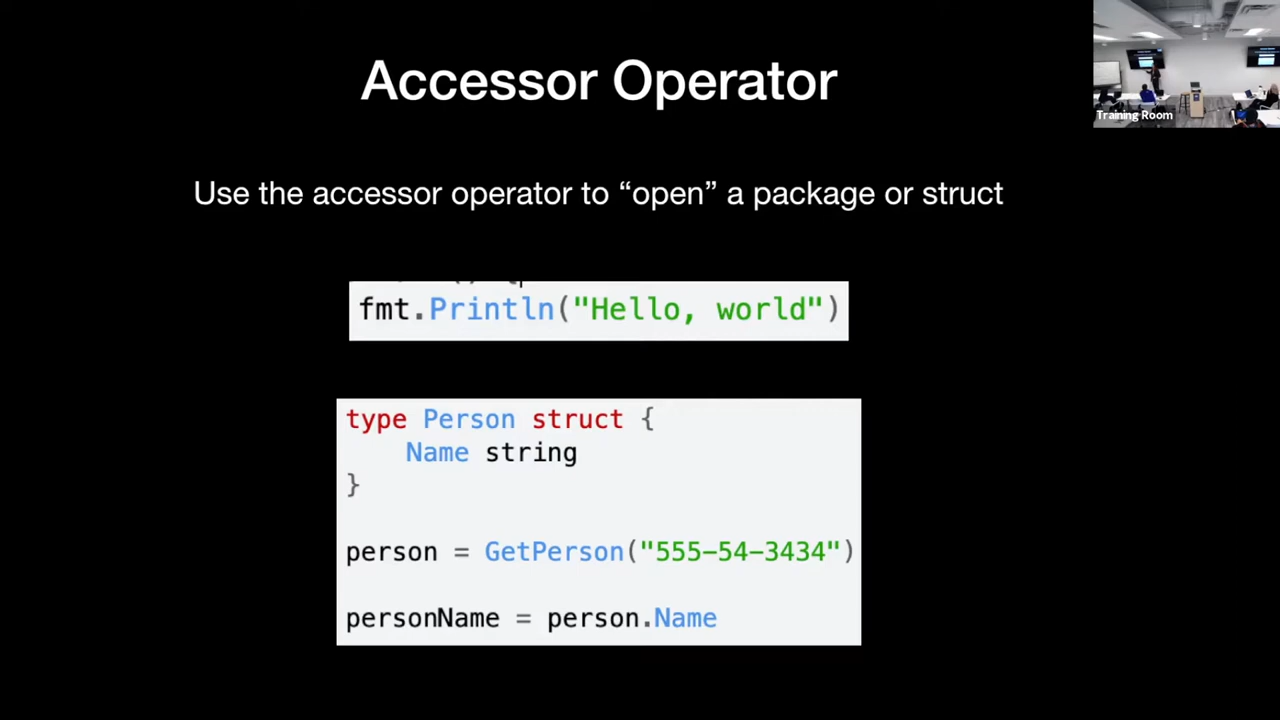 Accessor Operator
Training Room
Use the accessor operator to “open” a package or struct
fmt.Println("Hello, world")
type Person struct {
    Name string
}
person = GetPerson("555-54-3434")
personName = person.Name